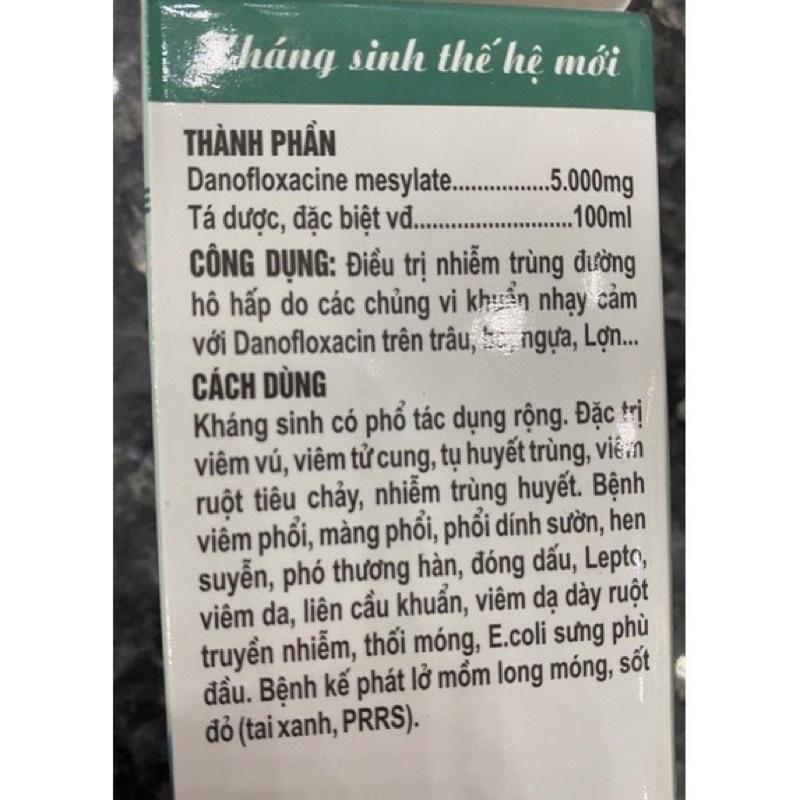 Kháng sinh thế hệ mới
THÀNH PHẦN
Danofloxacine mesylate................5.000mg
Tá dược, đặc biệt vđ..........................100ml
CÔNG DỤNG: Điều trị nhiễm trùng đường
hô hấp do các chủng vi khuẩn nhạy cảm
với Danofloxacin trên trâu, bò, ngựa, Lợn...
CÁCH DÙNG
Kháng sinh có phổ tác dụng rộng. Đặc trị
viêm vú, viêm tử cung, tụ huyết trùng, viêm
ruột tiêu chảy, nhiễm trùng huyết. Bệnh
viêm phổi, màng phổi, phổi dính sườn, hen
suyễn, phó thương hàn, đóng dấu, Lepto,
viêm da, liên cầu khuẩn, viêm dạ dày ruột
truyền nhiễm, thối móng, E.coli sưng phù
đầu. Bệnh kế phát lở mồm long móng, sốt
đỏ (tai xanh, PRRS).